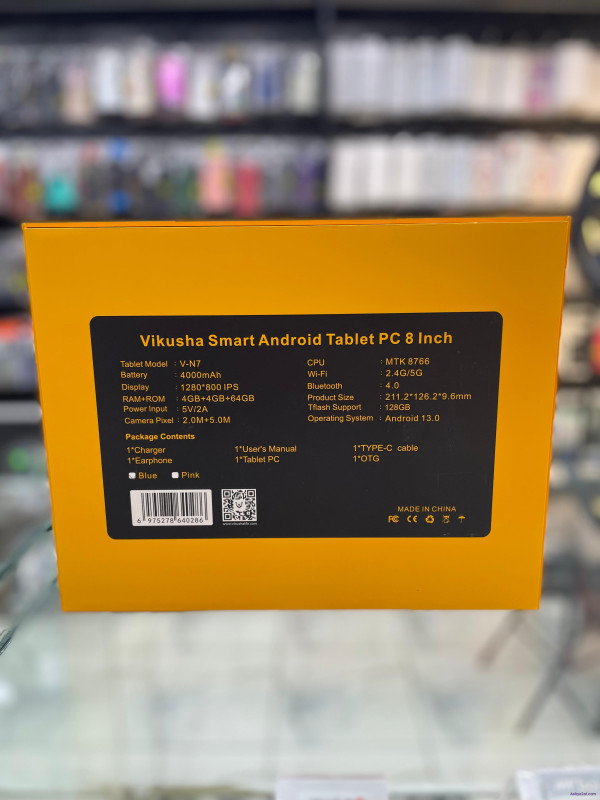 Vikusha Smart Android Tablet PC 8 Inch
Tablet Model : V-N7
Battery : 4000mAh
Display : 1280*800 IPS
RAM+ROM : 4GB+4GB+64GB
Power Input : 5V/2A
Camera Pixel : 2.0M+5.0M
CPU : MTK 8766
Wi-Fi : 2.4G/5G
Bluetooth : 4.0
Product Size : 211.2*126.2*9.6mm
Tflash Support : 128GB
Operating System : Android 13.0
Package Contents
1*Charger 1*User's Manual 1*TYPE-C cable
1*Earphone 1*Tablet PC 1*OTG
Blue Pink
6 975278 640286
MADE IN CHINA
FC CE